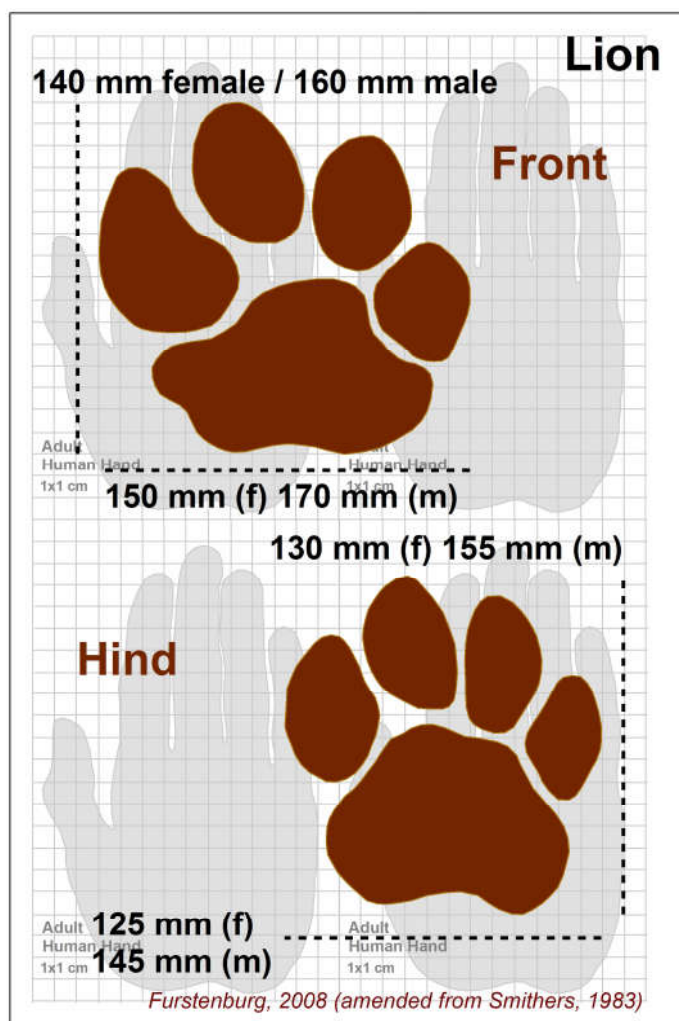 Lion
140 mm female / 160 mm male
Front
Adult
Human Hand
1x1 cm
Human Hand
1x1 cm
150 mm (f) 170 mm (m)
130 mm (f) 155 mm (m)
Hind
Adult
Human Hand
1x1 cm
125 mm (f)
145 mm (m)
Adult
Human Hand
1x1 cm
Furstenburg, 2008 (amended from Smithers, 1983)